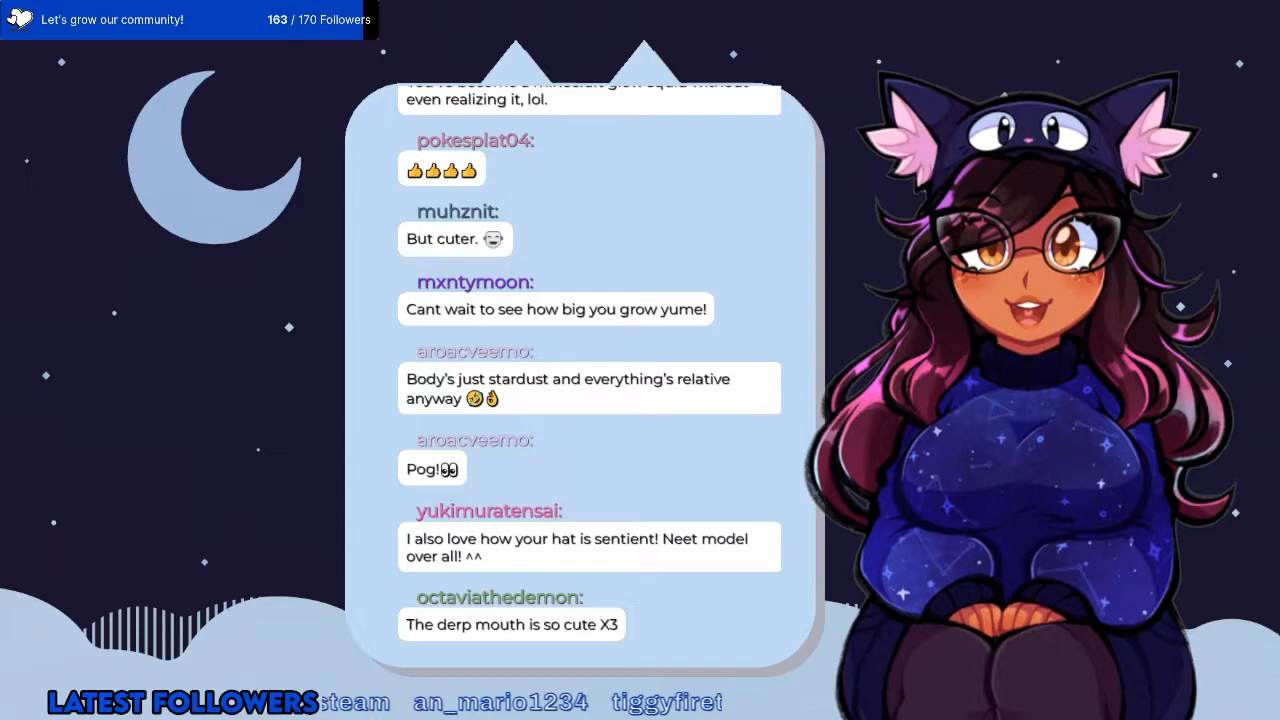 Let's grow our community!
163 / 170 Followers
even realizing it, lol.
pokesplat04:
👍👍👍👍
muhznit:
But cuter.
mxntymoon:
Cant wait to see how big you grow yume!
aroacveemo:
Body's just stardust and everything's relative
anyway 🤣👌
aroacveemo:
Pog!👀
yukimuratensai:
I also love how your hat is sentient! Neet model
over all! ^^
octaviathedemon:
The derp mouth is so cute X3
LATEST FOLLOWERS
steam an_mario1234 tiggyfiret